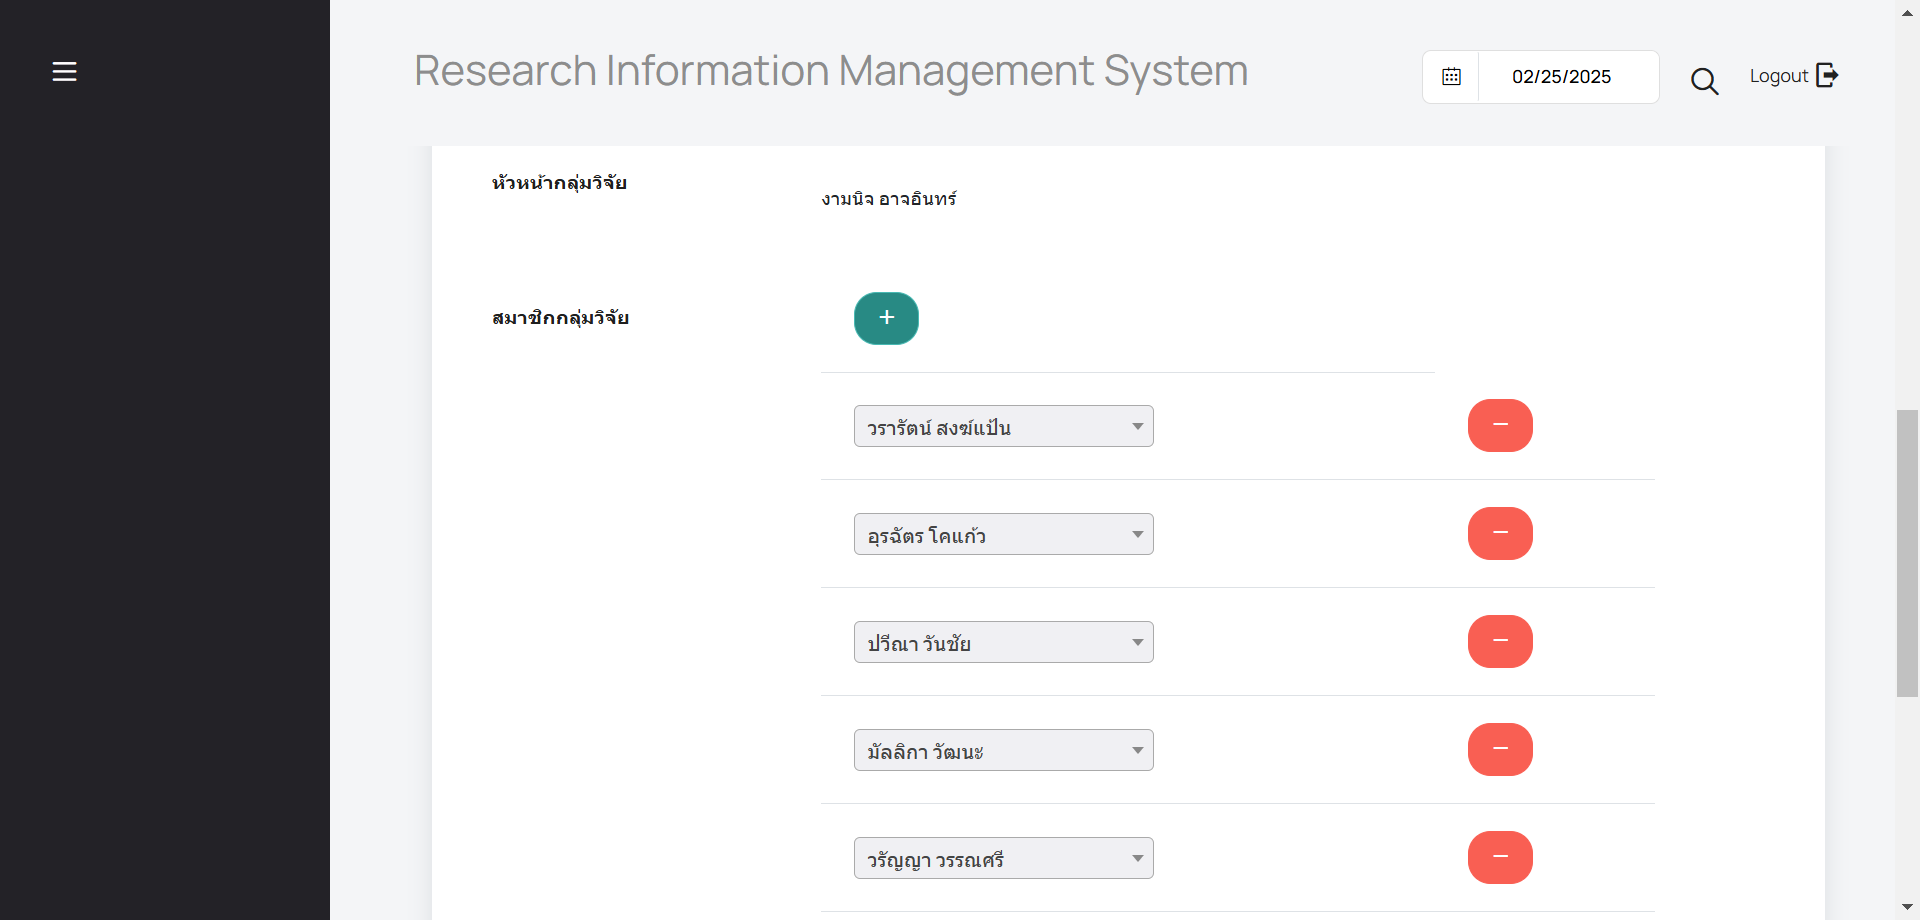 Research Information Management System
02/25/2025
Logout
หัวหน้ากลุ่มวิจัย
งามนิจ อาจอินทร์
สมาชิกกลุ่มวิจัย
+
วรารัตน์ สงฆ์แป้น
−
อุรฉัตร โคแก้ว
−
ปวีณา วันชัย
−
มัลลิกา วัฒนะ
−
วรัญญา วรรณศรี
−